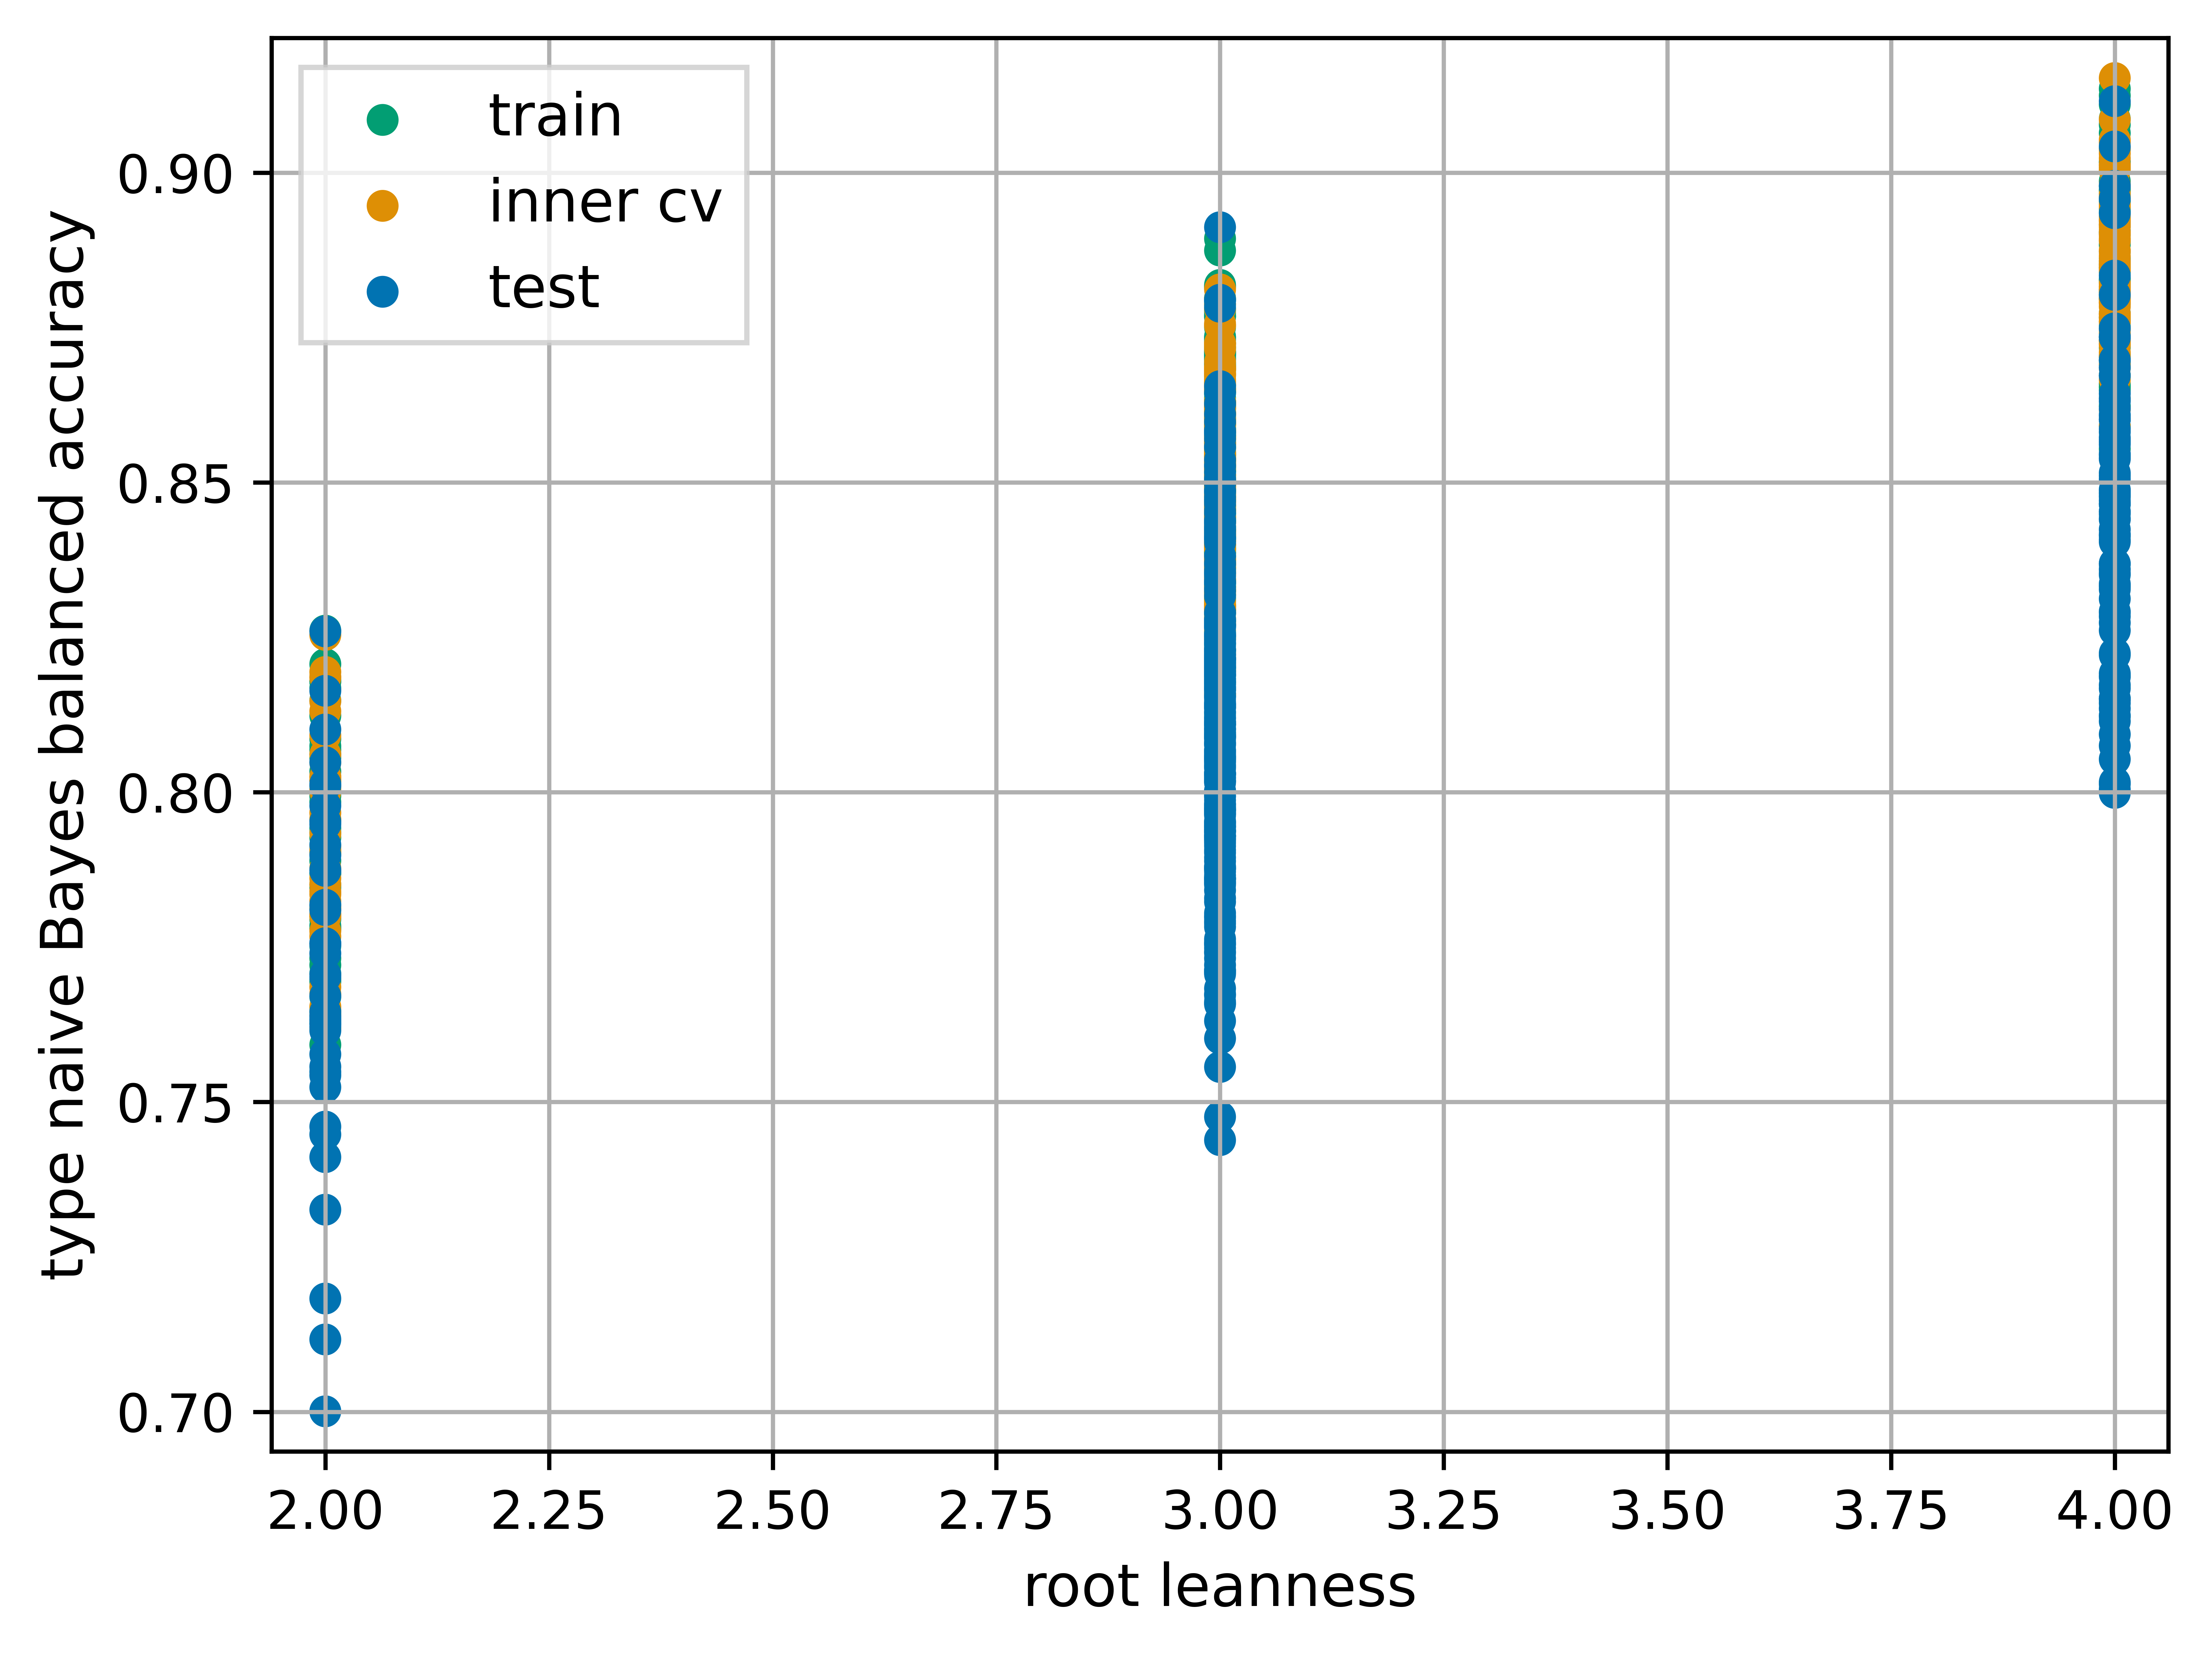 train
inner cv
test
0.90
0.85
0.80
0.75
0.70
type naive Bayes balanced accuracy
2.00 2.25 2.50 2.75 3.00 3.25 3.50 3.75 4.00
root leanness